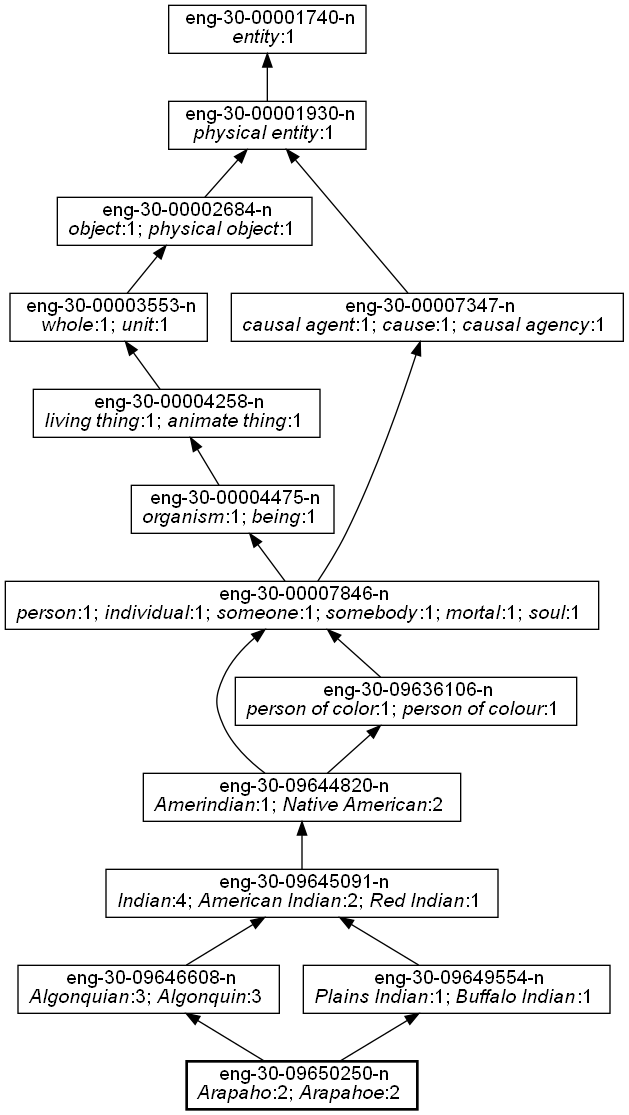 eng-30-00001740-n
entity:1
eng-30-00001930-n
physical entity:1
eng-30-00002684-n
object:1; physical object:1
eng-30-00003553-n
whole:1; unit:1
eng-30-00007347-n
causal agent:1; cause:1; causal agency:1
eng-30-00004258-n
living thing:1; animate thing:1
eng-30-00004475-n
organism:1; being:1
eng-30-00007846-n
person:1; individual:1; someone:1; somebody:1; mortal:1; soul:1
eng-30-09636106-n
person of color:1; person of colour:1
eng-30-09644820-n
Amerindian:1; Native American:2
eng-30-09645091-n
Indian:4; American Indian:2; Red Indian:1
eng-30-09646608-n
Algonquian:3; Algonquin:3
eng-30-09649554-n
Plains Indian:1; Buffalo Indian:1
eng-30-09650250-n
Arapaho:2; Arapahoe:2